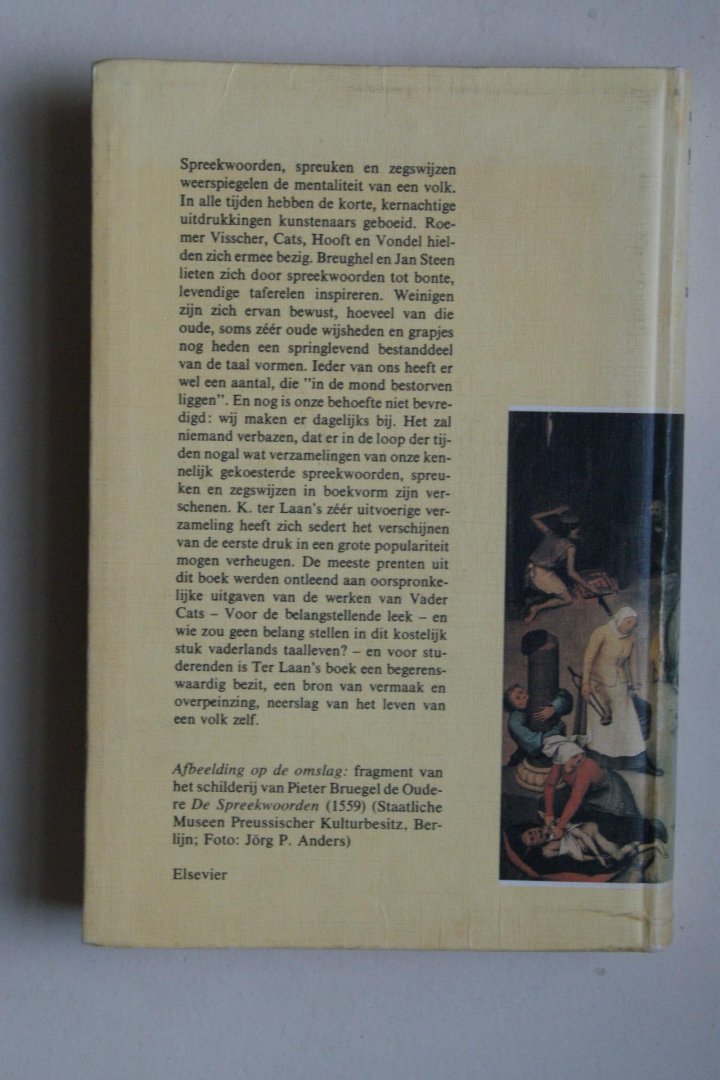 Spreekwoorden, spreuken en zegswijzen
weerspiegelen de mentaliteit van een volk.
In alle tijden hebben de korte, kernachtige
uitdrukkingen kunstenaars geboeid. Roe-
mer Visscher, Cats, Hooft en Vondel hiel-
den zich ermee bezig. Breughel en Jan Steen
lieten zich door spreekwoorden tot bonte,
levendige taferelen inspireren. Weinigen
zijn zich ervan bewust, hoeveel van die
oude, soms zéér oude wijsheden en grapjes
nog heden een springlevend bestanddeel
van de taal vormen. Ieder van ons heeft er
wel een aantal, die ”in de mond bestorven
liggen”. En nog is onze behoefte niet bevre-
digd: wij maken er dagelijks bij. Het zal
niemand verbazen, dat er in de loop der tij-
den nogal wat verzamelingen van onze ken-
nelijk gekoesterde spreekwoorden, spreu-
ken en zegswijzen in boekvorm zijn ver-
schenen. K. ter Laan's zéér uitvoerige ver-
zameling heeft zich sedert het verschijnen
van de eerste druk in een grote populariteit
mogen verheugen. De meeste prenten uit
dit boek werden ontleend aan oorspronke-
lijke uitgaven van de werken van Vader
Cats – Voor de belangstellende leek – en
wie zou geen belang stellen in dit kostelijk
stuk vaderlands taalleven? – en voor stu-
derenden is Ter Laan's boek een begerens-
waardig bezit, een bron van vermaak en
overpeinzing, neerslag van het leven van
een volk zelf.
Afbeelding op de omslag: fragment van
het schilderij van Pieter Bruegel de Oude-
re De Spreekwoorden (1559) (Staatliche
Museen Preussischer Kulturbesitz, Ber-
lijn; Foto: Jörg P. Anders)
Elsevier